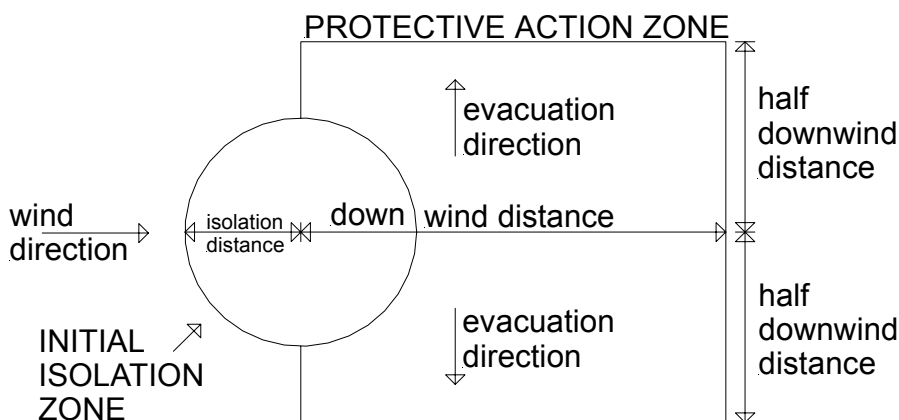 PROTECTIVE ACTION ZONE
evacuation
direction
half
downwind
distance
wind
direction
isolation
distance
down wind distance
evacuation
direction
half
downwind
distance
INITIAL
ISOLATION
ZONE